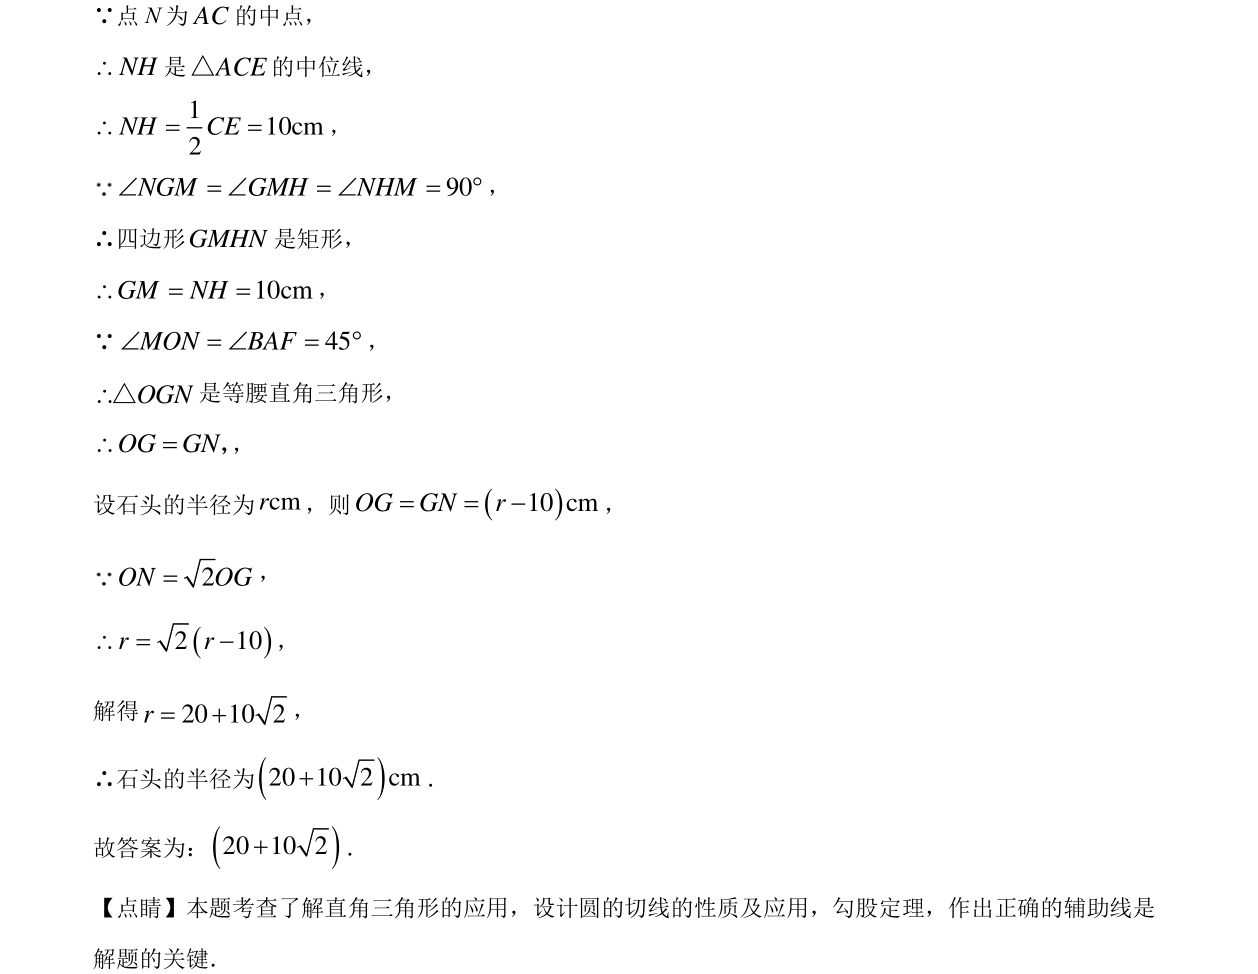 ∵点 N 为 AC 的中点，
∴NH 是△ACE 的中位线，
∴NH = 1/2 CE = 10cm，
∵∠NGM = ∠GMH = ∠NHM = 90°，
∴四边形 GMHN 是矩形，
∴GM = NH = 10cm，
∵∠MON = ∠BAF = 45°，
∴△OGN 是等腰直角三角形，
∴OG = GN，，
设石头的半径为 rcm，则 OG = GN = (r−10)cm，
∵ON = √2OG，
∴r = √2(r−10)，
解得 r = 20+10√2，
∴石头的半径为(20+10√2)cm．
故答案为：(20+10√2)．
【点睛】本题考查了解直角三角形的应用，设计圆的切线的性质及应用，勾股定理，作出正确的辅助线是
解题的关键．